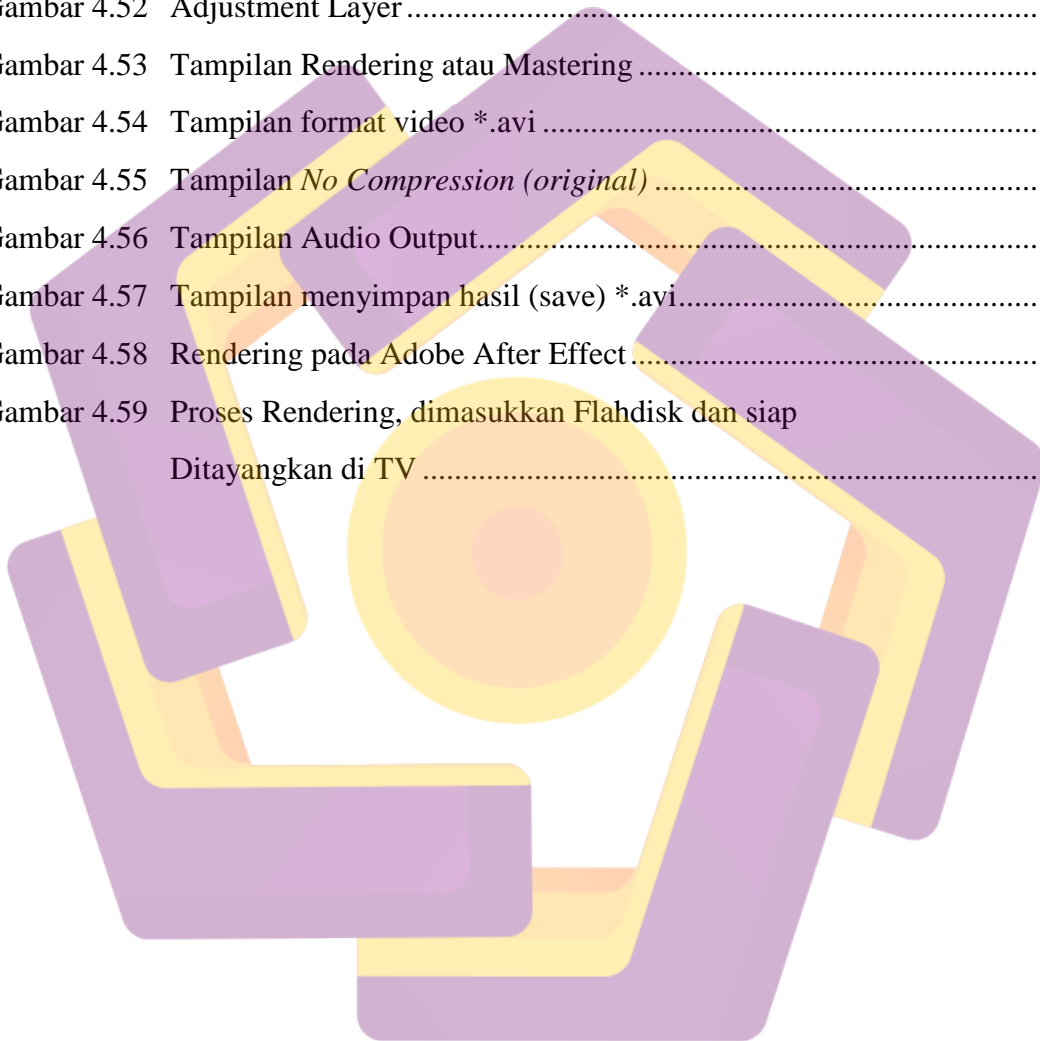 Gambar 4.52 Adjustment Layer ........................................................................
Gambar 4.53 Tampilan Rendering atau Mastering ..............................................
Gambar 4.54 Tampilan format video *.avi .........................................................
Gambar 4.55 Tampilan No Compression (original) ............................................
Gambar 4.56 Tampilan Audio Output.................................................................
Gambar 4.57 Tampilan menyimpan hasil (save) *.avi.........................................
Gambar 4.58 Rendering pada Adobe After Effect ...............................................
Gambar 4.59 Proses Rendering, dimasukkan Flahdisk dan siap
Ditayangkan di TV ......................................................................